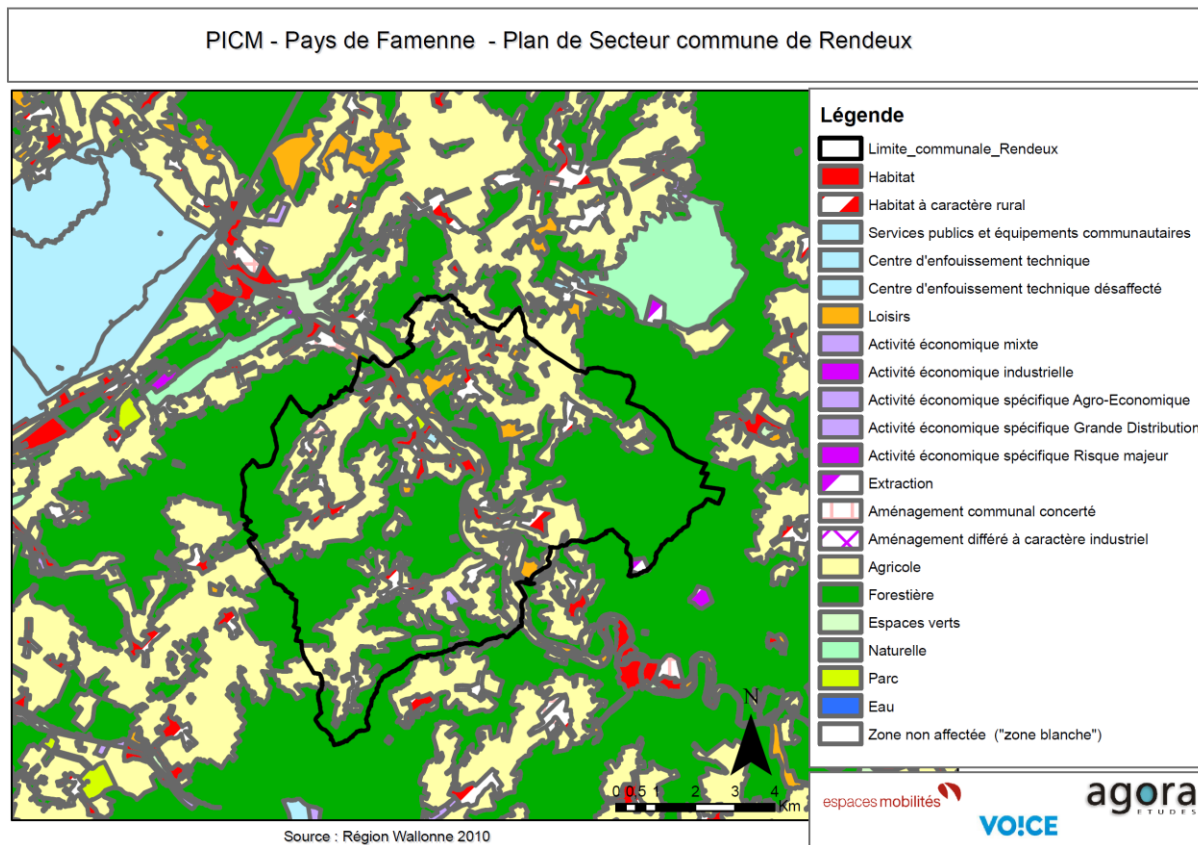 PICM - Pays de Famenne - Plan de Secteur commune de Rendeux
Légende
Limite_communale_Rendeux
Habitat
Habitat à caractère rural
Services publics et équipements communautaires
Centre d'enfouissement technique
Centre d'enfouissement technique désaffecté
Loisirs
Activité économique mixte
Activité économique industrielle
Activité économique spécifique Agro-Economique
Activité économique spécifique Grande Distribution
Activité économique spécifique Risque majeur
Extraction
Aménagement communal concerté
Aménagement différé à caractère industriel
Agricole
Forestière
Espaces verts
Naturelle
Parc
Eau
Zone non affectée ("zone blanche")
N
0 0,5 1 2 3 4
Km
espaces mobilités
agora
ETUDES
VO!CE
Source : Région Wallonne 2010